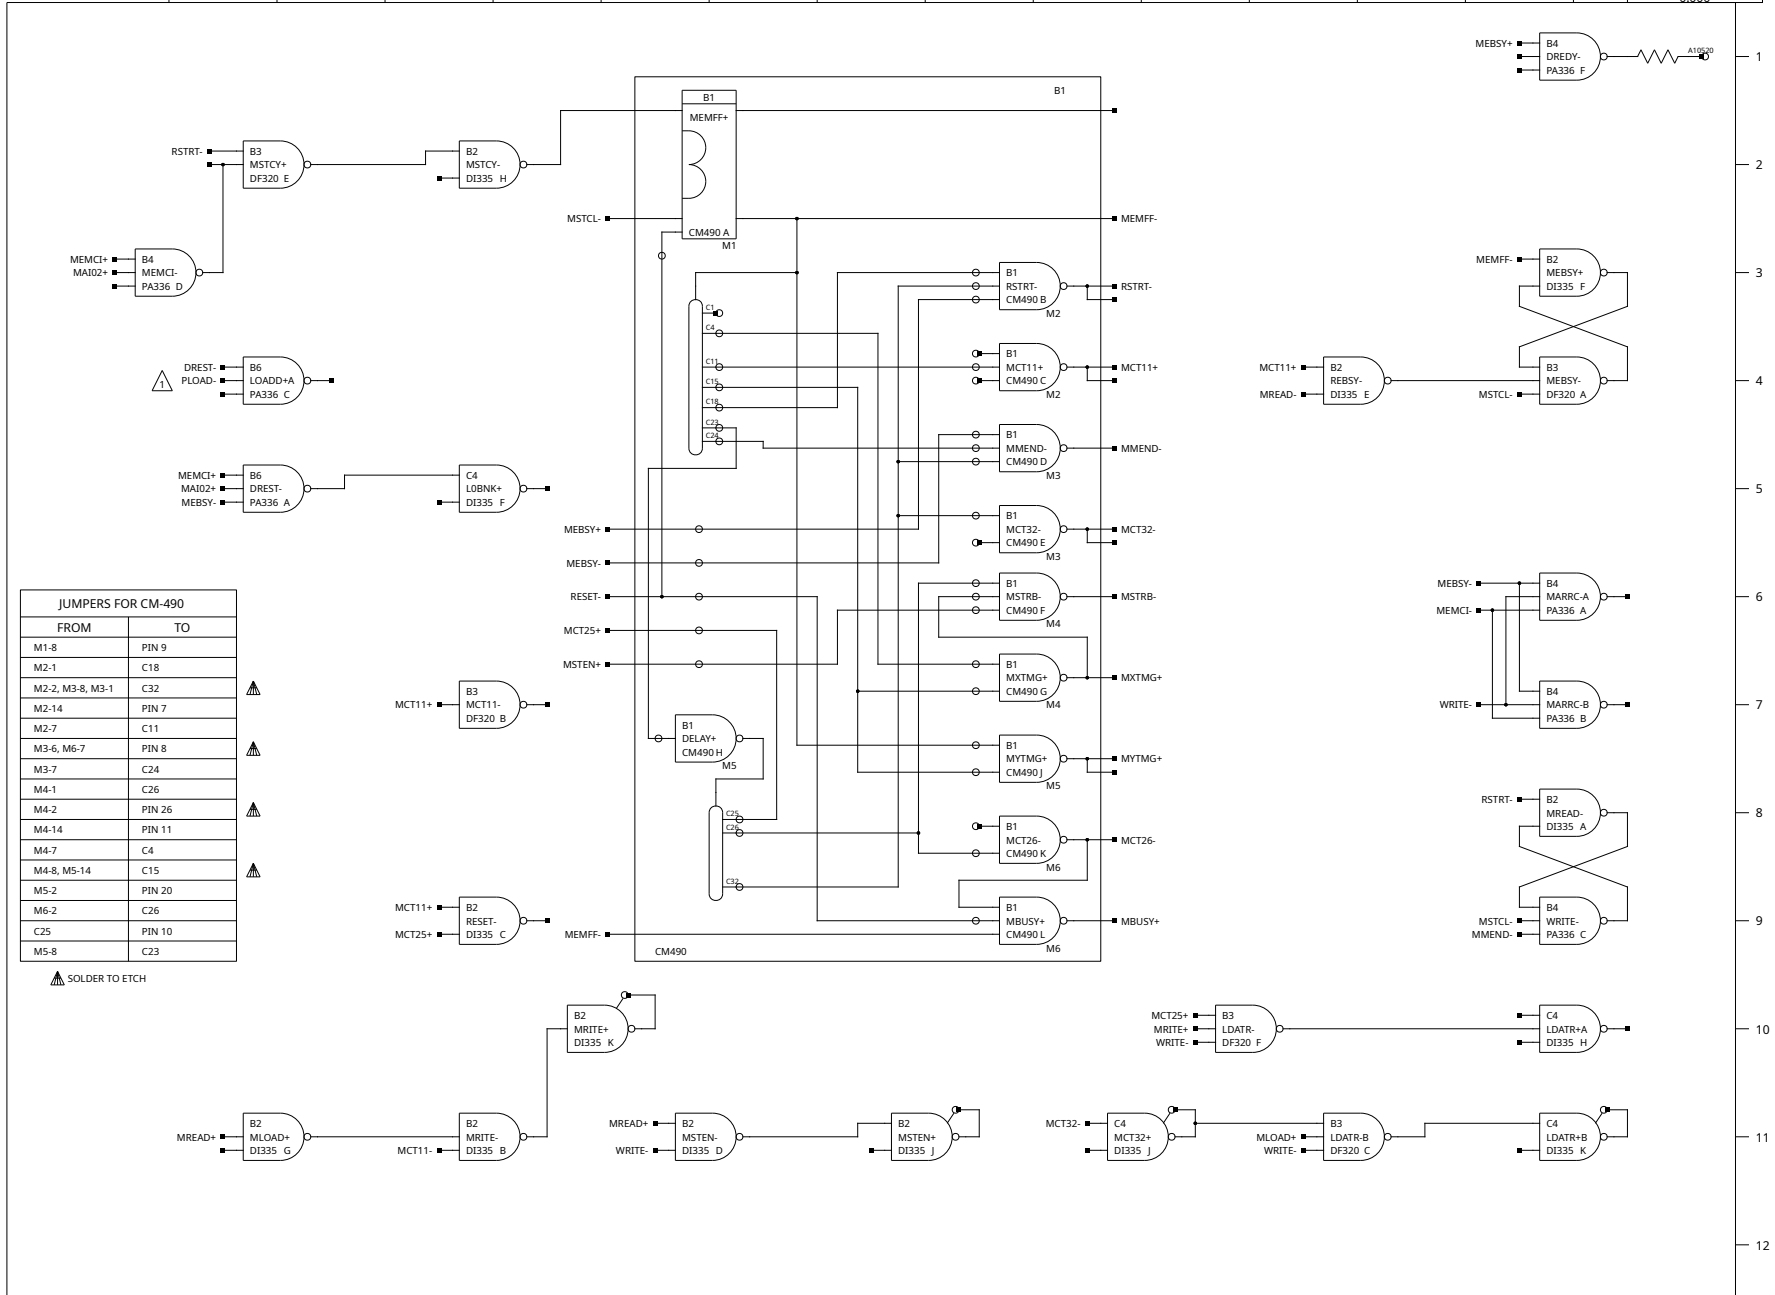 MEBSY+
B4
DREDY-
PA336 F
A10520
1
B1
B1
MEMFF+
CM490 A
M1
RSTRT-
B3
MSTCY+
DF320 E
B2
MSTCY-
DI335 H
2
MSTCL-
MEMFF-
MEMCI+
MAI02+
B4
MEMCI-
PA336 D
B1
RSTRT-
CM490 B
M2
RSTRT-
MEMFF-
B2
MEBSY+
DI335 F
3
C1
C4
C11
C15
C18
C23
C24
1
DREST-
PLOAD-
B6
LOADD+A
PA336 C
B1
MCT11+
CM490 C
M2
MCT11+
MCT11+
MREAD-
B2
REBSY-
DI335 E
MSTCL-
B3
MEBSY-
DF320 A
4
B1
MMEND-
CM490 D
M3
MMEND-
MEMCI+
MAI02+
MEBSY-
B6
DREST-
PA336 A
C4
L0BNK+
DI335 F
5
MEBSY+
MEBSY-
RESET-
MCT25+
MSTEN+
B1
MCT32-
CM490 E
M3
MCT32-
B1
MSTRB-
CM490 F
M4
MSTRB-
MEBSY-
MEMCI-
B4
MARRC-A
PA336 A
6
JUMPERS FOR CM-490
FROM TO
M1-8 PIN 9
M2-1 C18
M2-2, M3-8, M3-1 C32
M2-14 PIN 7
M2-7 C11
M3-6, M6-7 PIN 8
M3-7 C24
M4-1 C26
M4-2 PIN 26
M4-14 PIN 11
M4-7 C4
M4-8, M5-14 C15
M5-2 PIN 20
M6-2 C26
C25 PIN 10
M5-8 C23
SOLDER TO ETCH
MCT11+
B3
MCT11-
DF320 B
B1
MXTMG+
CM490 G
M4
MXTMG+
WRITE-
B4
MARRC-B
PA336 B
7
B1
DELAY+
CM490 H
M5
B1
MYTMG+
CM490 J
M5
MYTMG+
C25
C26
C32
B1
MCT26-
CM490 K
M6
MCT26-
RSTRT-
B2
MREAD-
DI335 A
8
MCT11+
MCT25+
B2
RESET-
DI335 C
MEMFF-
B1
MBUSY+
CM490 L
M6
MBUSY+
CM490
MSTCL-
MMEND-
B4
WRITE-
PA336 C
9
B2
MRITE+
DI335 K
MCT25+
MRITE+
WRITE-
B3
LDATR-
DF320 F
C4
LDATR+A
DI335 H
10
MREAD+
B2
MLOAD+
DI335 G
MCT11-
B2
MRITE-
DI335 B
MREAD+
WRITE-
B2
MSTEN-
DI335 D
B2
MSTEN+
DI335 J
MCT32-
C4
MCT32+
DI335 J
MLOAD+
WRITE-
B3
LDATR-B
DF320 C
C4
LDATR+B
DI335 K
11
12